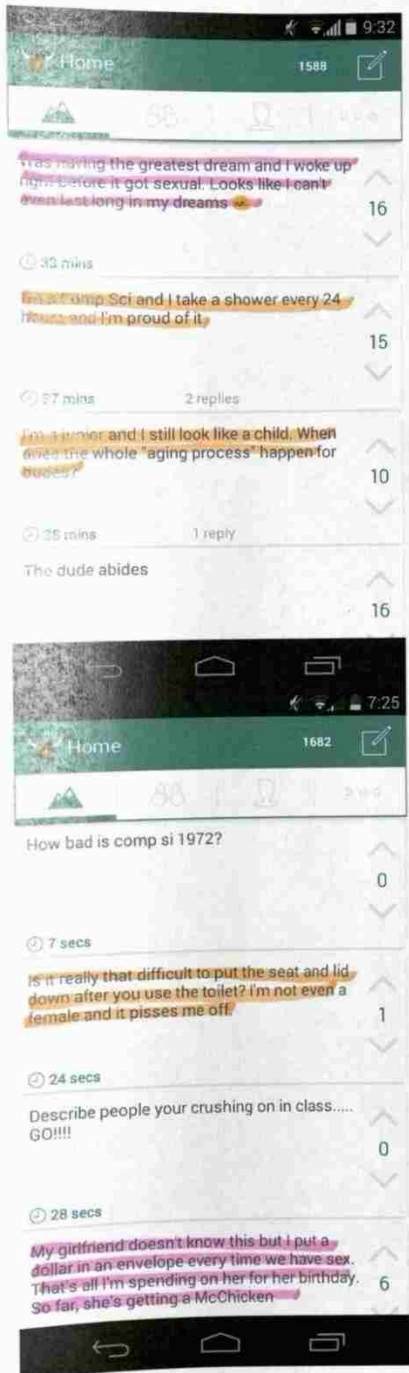 9:32
Home 1588
Was having the greatest dream and I woke up
right before it got sexual. Looks like I can't
even last long in my dreams
16
33 mins
I'm a Comp Sci and I take a shower every 24
hours and I'm proud of it
15
37 mins 2 replies
I'm a junior and I still look like a child. When
does the whole "aging process" happen for
dudes?
10
38 mins 1 reply
The dude abides
16
7:25
Home 1682
How bad is comp si 1972?
0
7 secs
Is it really that difficult to put the seat and lid
down after you use the toilet? I'm not even a
female and it pisses me off.
1
24 secs
Describe people your crushing on in class.....
GO!!!!
0
28 secs
My girlfriend doesn't know this but I put a
dollar in an envelope every time we have sex.
That's all I'm spending on her for her birthday.
So far, she's getting a McChicken
6